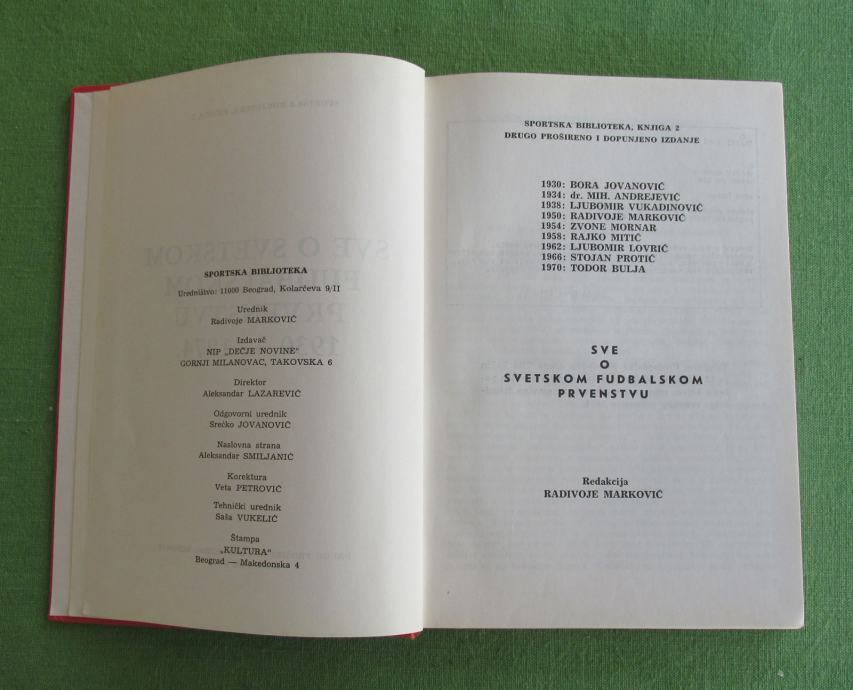 SPORTSKA BIBLIOTEKA
Uredništvo: 11000 Beograd, Kolarčeva 9/II
Urednik
Radivoje MARKOVIĆ
Izdavač
NIP „DEČJE NOVINE"
GORNJI MILANOVAC, TAKOVSKA 6
Direktor
Aleksandar LAZAREVIĆ
Odgovorni urednik
Srećko JOVANOVIĆ
Naslovna strana
Aleksandar SMILJANIĆ
Korektura
Veta PETROVIĆ
Tehnički urednik
Saša VUKELIĆ
Štampa
„KULTURA"
Beograd — Makedonska 4
SPORTSKA BIBLIOTEKA, KNJIGA 2
DRUGO PROŠIRENO I DOPUNJENO IZDANJE
1930: BORA JOVANOVIĆ
1934: dr. MIH. ANDREJEVIĆ
1938: LJUBOMIR VUKADINOVIĆ
1950: RADIVOJE MARKOVIĆ
1954: ZVONE MORNAR
1958: RAJKO MITIĆ
1962: LJUBOMIR LOVRIĆ
1966: STOJAN PROTIĆ
1970: TODOR BULJA
SVE
O
SVETSKOM FUDBALSKOM
PRVENSTVU
Redakcija
RADIVOJE MARKOVIĆ